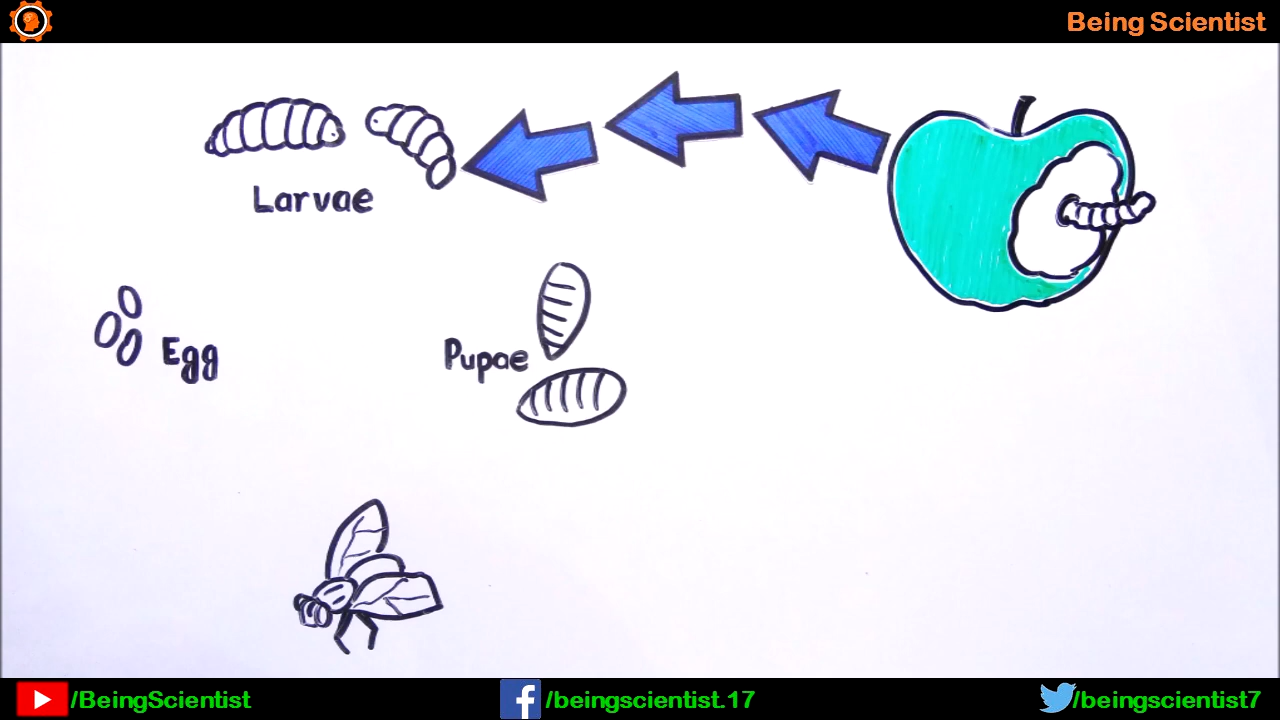 Being Scientist
Larvae
Egg
Pupae
/BeingScientist
/beingscientist.17
/beingscientist7